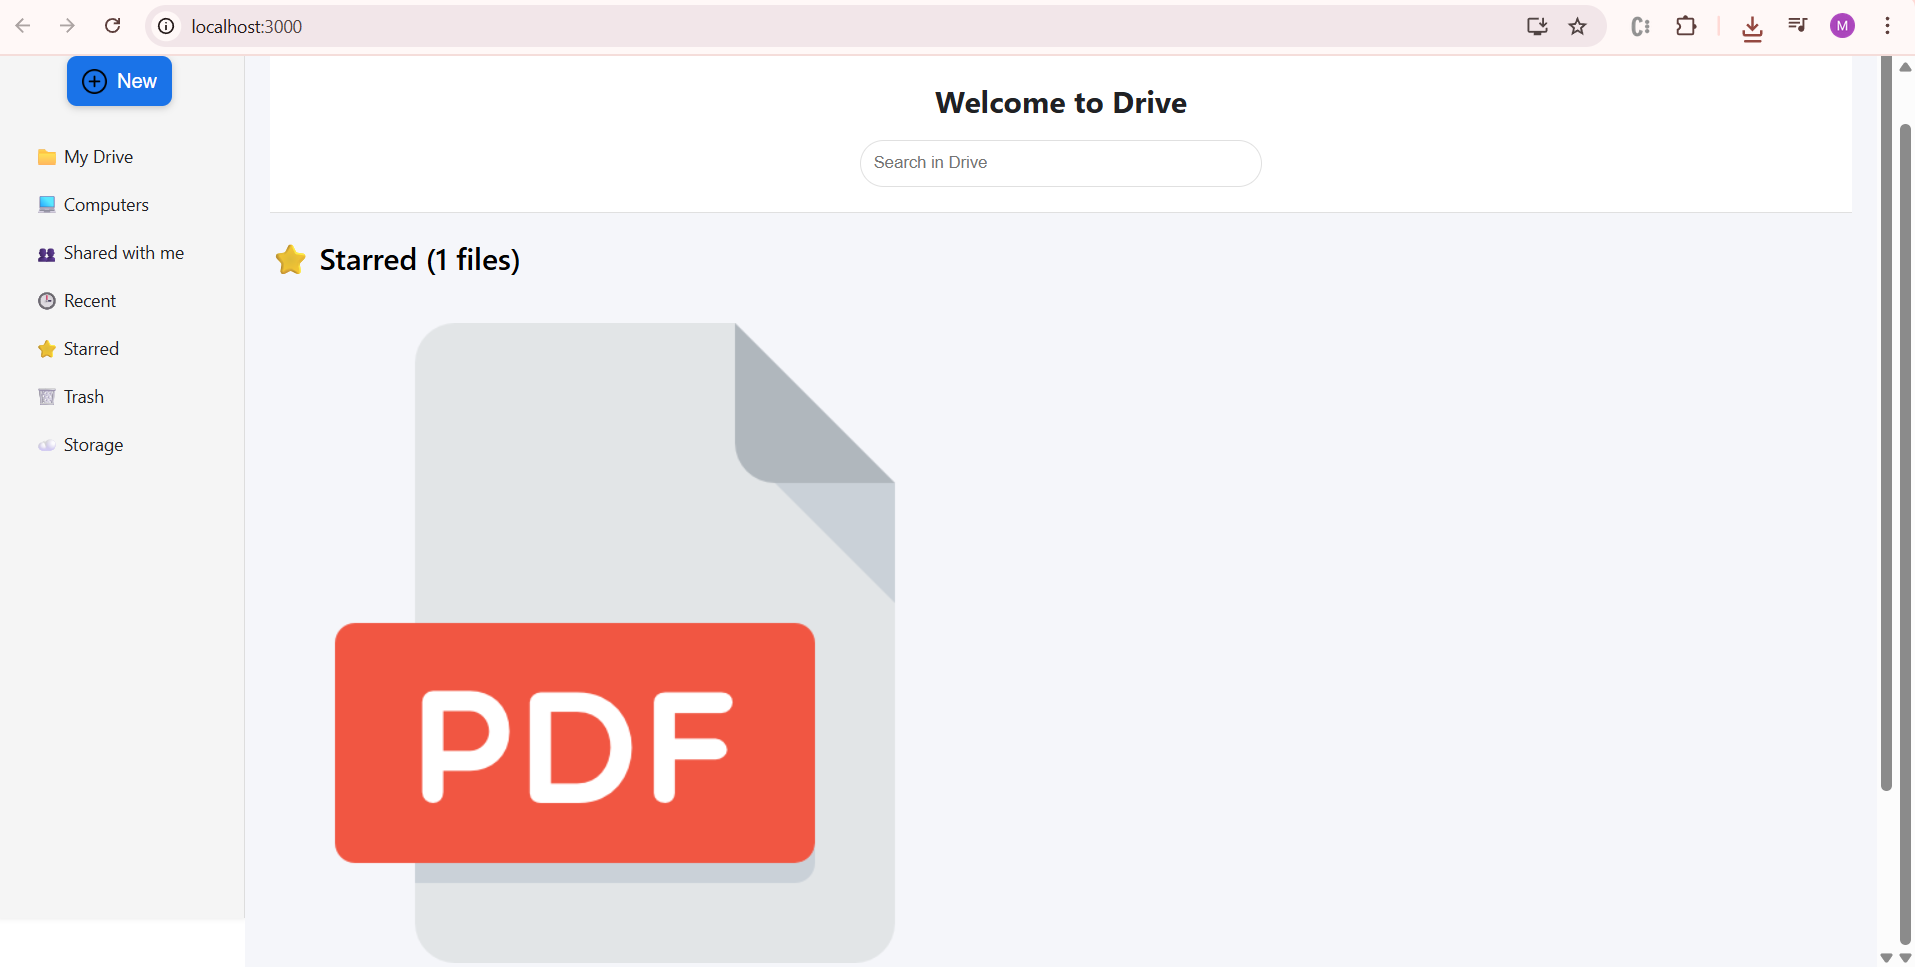 localhost:3000
M
New
My Drive
Computers
Shared with me
Recent
Starred
Trash
Storage
Welcome to Drive
Search in Drive
Starred (1 files)
PDF